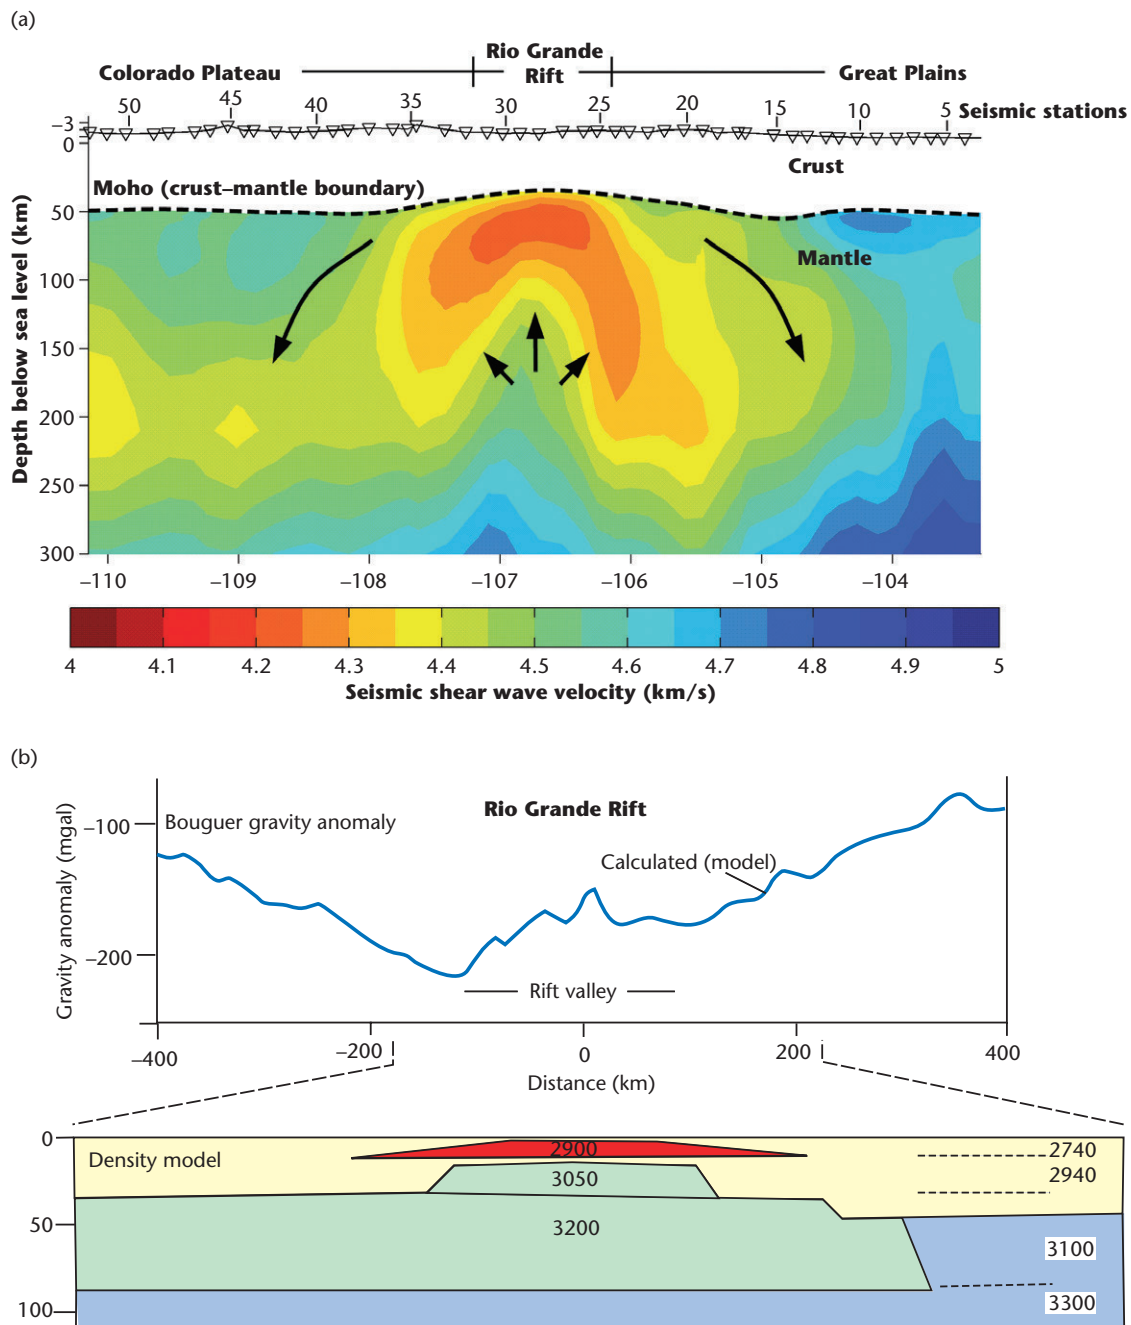 (a)
Rio Grande
Rift
Colorado Plateau
Great Plains
50 45 40 35 30 25 20 15 10 5 Seismic stations
−3
0
Crust
Moho (crust–mantle boundary)
50
Mantle
100
150
200
250
300
Depth below sea level (km)
−110 −109 −108 −107 −106 −105 −104
4 4.1 4.2 4.3 4.4 4.5 4.6 4.7 4.8 4.9 5
Seismic shear wave velocity (km/s)
(b)
Rio Grande Rift
Bouguer gravity anomaly
−100
Calculated (model)
−200
Gravity anomaly (mgal)
Rift valley
−400 −200 0 200 400
Distance (km)
0
Density model
2900
2740
3050
2940
50
3200
3100
100
3300